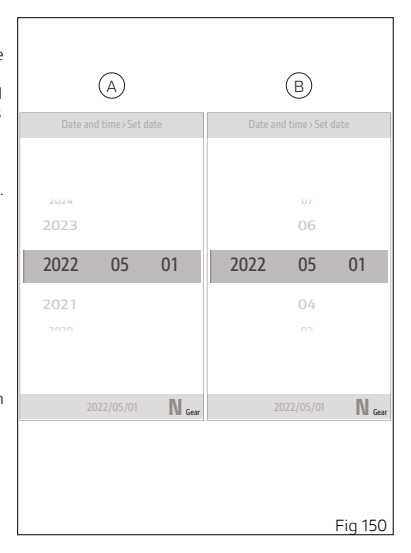 A
Date and time › Set date
2024
2023
2022 05 01
2021
2020
2022/05/01 N Gear
B
Date and time › Set date
07
06
2022 05 01
04
03
2022/05/01 N Gear
Fig 150